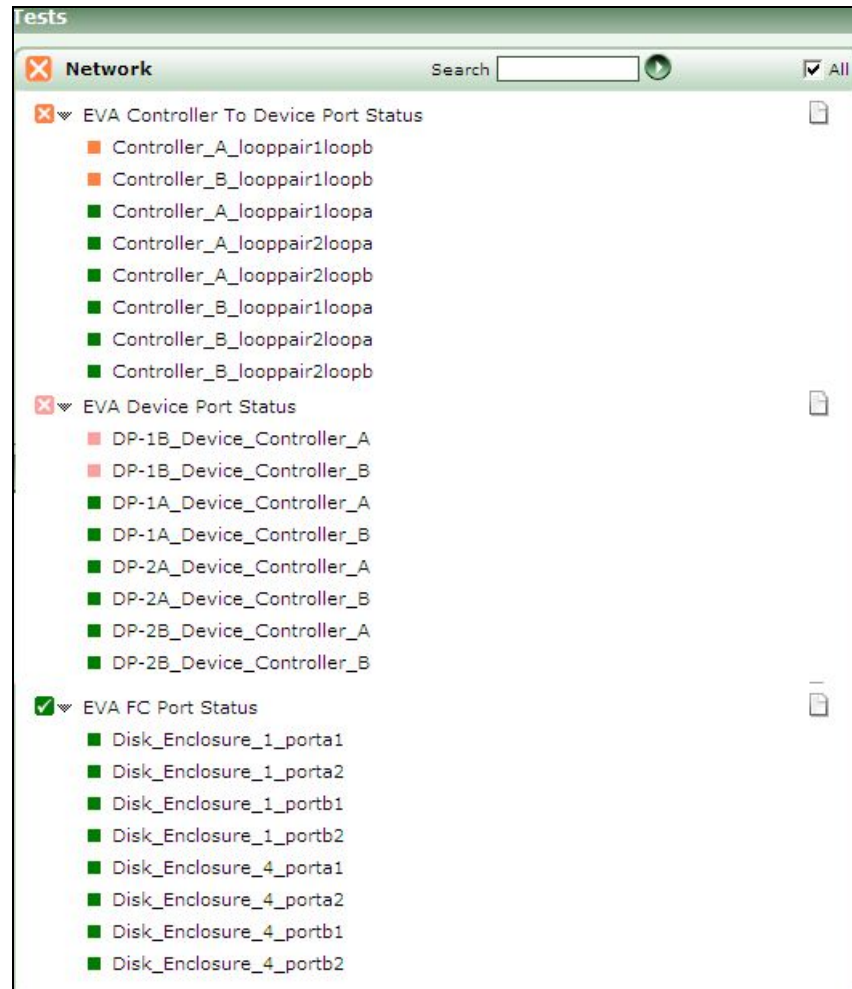 Tests
Network Search All
EVA Controller To Device Port Status
Controller_A_looppair1loopb
Controller_B_looppair1loopb
Controller_A_looppair1loopa
Controller_A_looppair2loopa
Controller_A_looppair2loopb
Controller_B_looppair1loopa
Controller_B_looppair2loopa
Controller_B_looppair2loopb
EVA Device Port Status
DP-1B_Device_Controller_A
DP-1B_Device_Controller_B
DP-1A_Device_Controller_A
DP-1A_Device_Controller_B
DP-2A_Device_Controller_A
DP-2A_Device_Controller_B
DP-2B_Device_Controller_A
DP-2B_Device_Controller_B
EVA FC Port Status
Disk_Enclosure_1_porta1
Disk_Enclosure_1_porta2
Disk_Enclosure_1_portb1
Disk_Enclosure_1_portb2
Disk_Enclosure_4_porta1
Disk_Enclosure_4_porta2
Disk_Enclosure_4_portb1
Disk_Enclosure_4_portb2